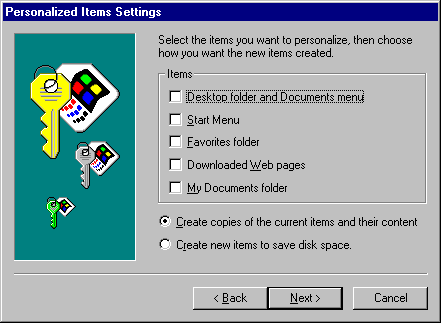 Personalized Items Settings
Select the items you want to personalize, then choose
how you want the new items created.
Items
Desktop folder and Documents menu
Start Menu
Favorites folder
Downloaded Web pages
My Documents folder
Create copies of the current items and their content
Create new items to save disk space.
< Back
Next >
Cancel